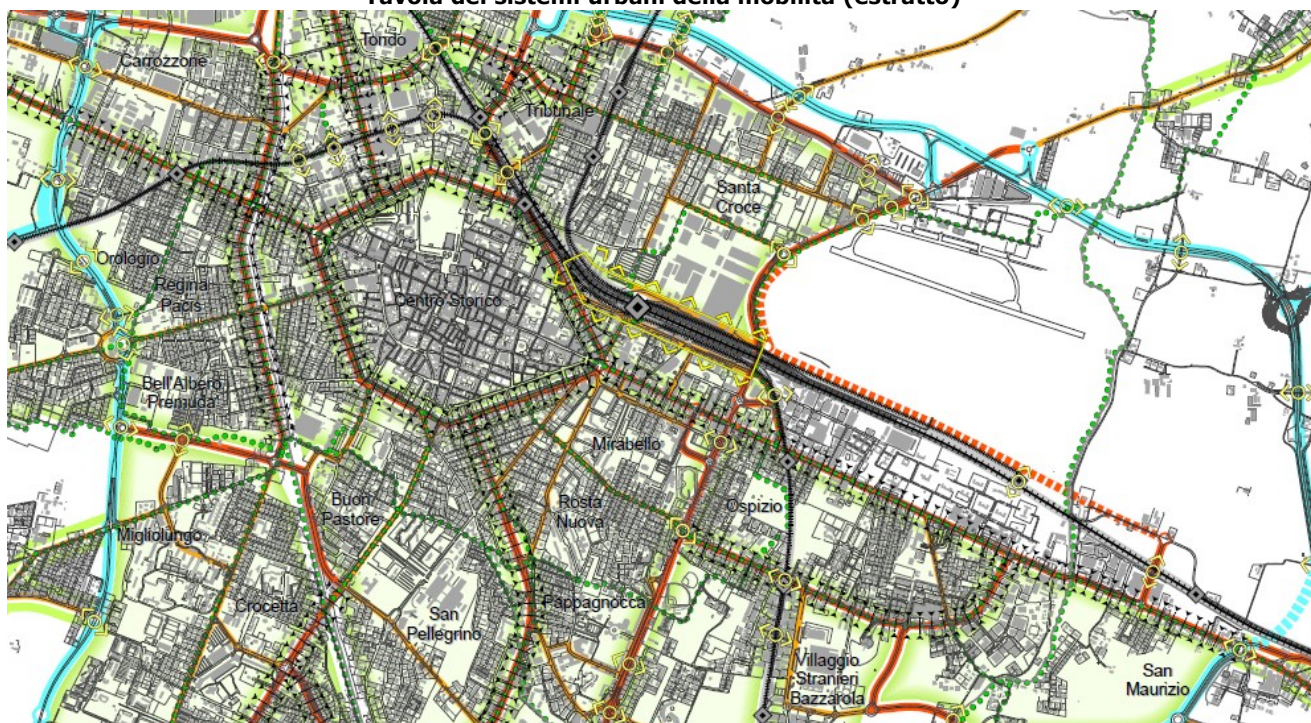 Tavola dei sistemi urbani della mobilità (estratto)
Tondo
Carrozzone
Tribunale
Santa
Croce
Orologio
Regina
Pacis
Centro Storico
Bell'Albero
Premuda
Mirabello
Buon
Pastore
Rosta
Nuova
Ospizio
Migliolungo
Crocetta
San
Pellegrino
Pappagnocca
Villaggio
Stranieri
Bazzarola
San
Maurizio